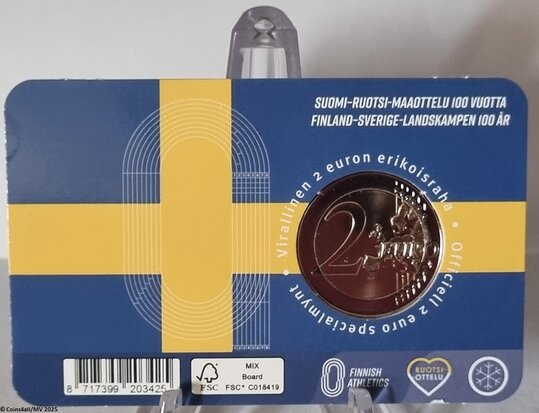 SUOMI-RUOTSI-MAAOTTELU 100 VUOTTA
FINLAND-SVERIGE-LANDSKAMPEN 100 ÅR
• Virallinen 2 euron erikoisraha •
Officiell 2 euro specialmynt
2 EURO
8 717399 203425
FSC
MIX
Board
FSC® C018419
FINNISH
ATHLETICS
RUOTSI-
OTTELU
© Coins4all/MV 2025